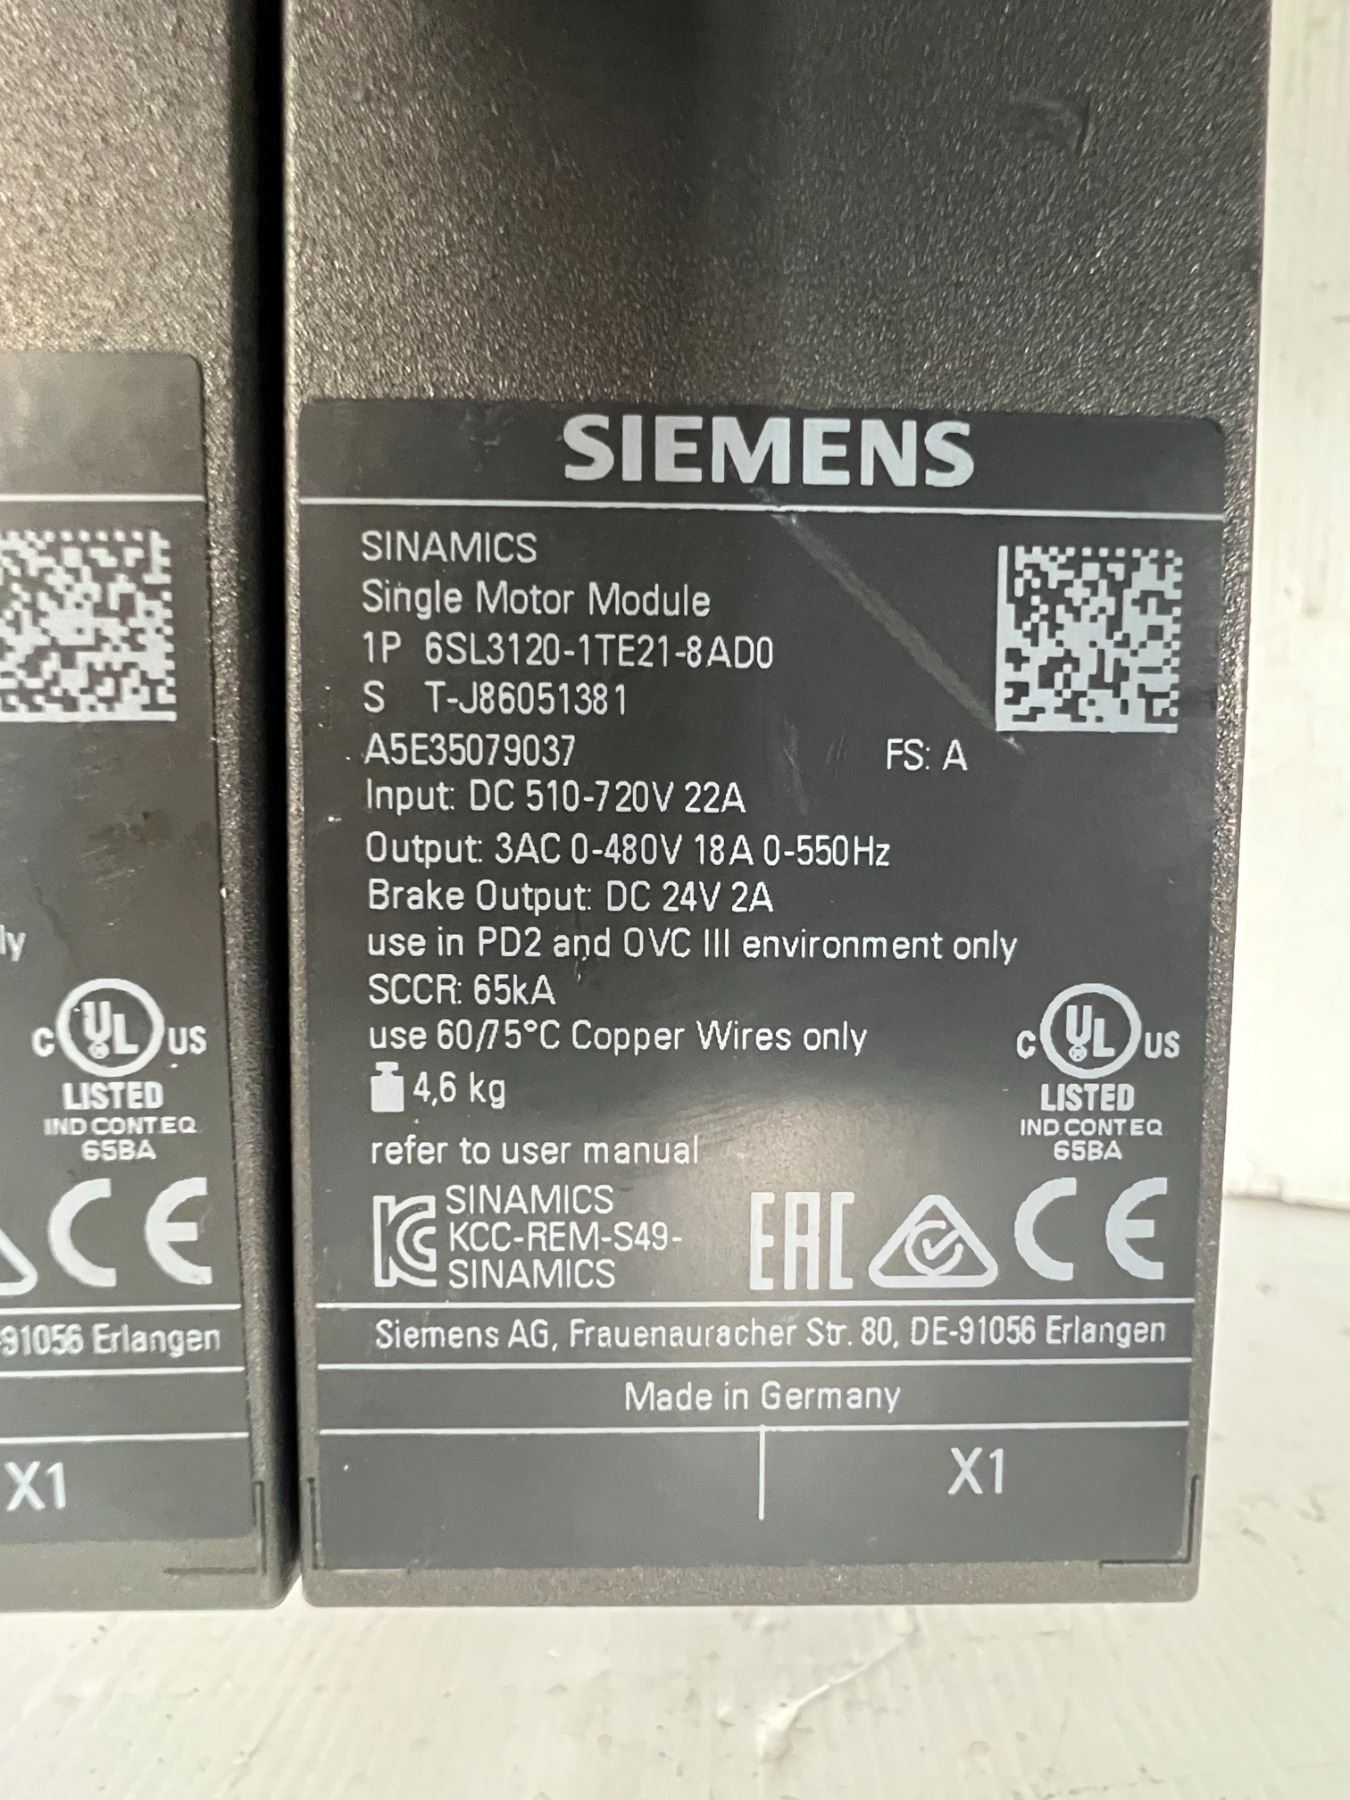 SIEMENS
SINAMICS
Single Motor Module
1P 6SL3120-1TE21-8AD0
S T-J86051381
A5E35079037 FS: A
Input: DC 510-720V 22A
Output: 3AC 0-480V 18A 0-550Hz
Brake Output: DC 24V 2A
use in PD2 and OVC III environment only
SCCR: 65kA
use 60/75°C Copper Wires only
4,6 kg
C UL US
LISTED
IND.CONT.EQ
65BA
refer to user manual
SINAMICS
KCC-REM-S49-
SINAMICS
EAC CE
Siemens AG, Frauenauracher Str. 80, DE-91056 Erlangen
Made in Germany
X1
ly
C UL US
LISTED
IND.CONT.EQ
65BA
CE
-91056 Erlangen
X1